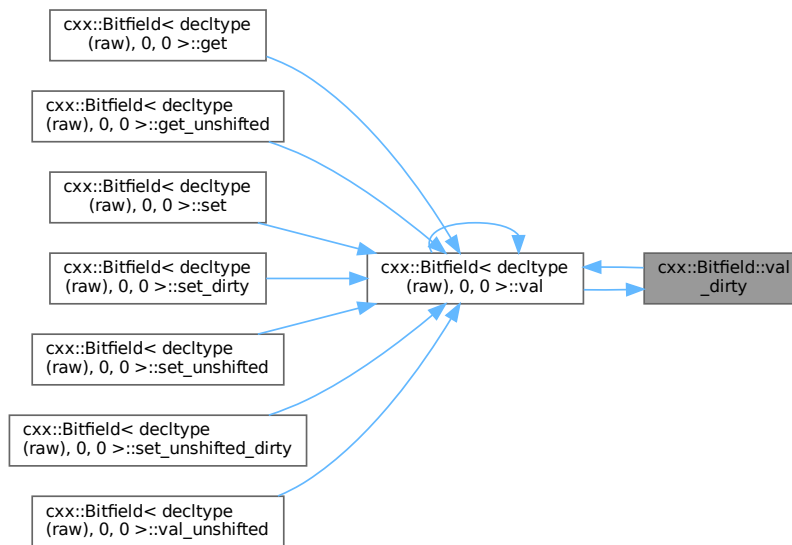 cxx::Bitfield< decltype
(raw), 0, 0 >::get
cxx::Bitfield< decltype
(raw), 0, 0 >::get_unshifted
cxx::Bitfield< decltype
(raw), 0, 0 >::set
cxx::Bitfield< decltype
(raw), 0, 0 >::set_dirty
cxx::Bitfield< decltype
(raw), 0, 0 >::set_unshifted
cxx::Bitfield< decltype
(raw), 0, 0 >::set_unshifted_dirty
cxx::Bitfield< decltype
(raw), 0, 0 >::val_unshifted
cxx::Bitfield< decltype
(raw), 0, 0 >::val
cxx::Bitfield::val
_dirty